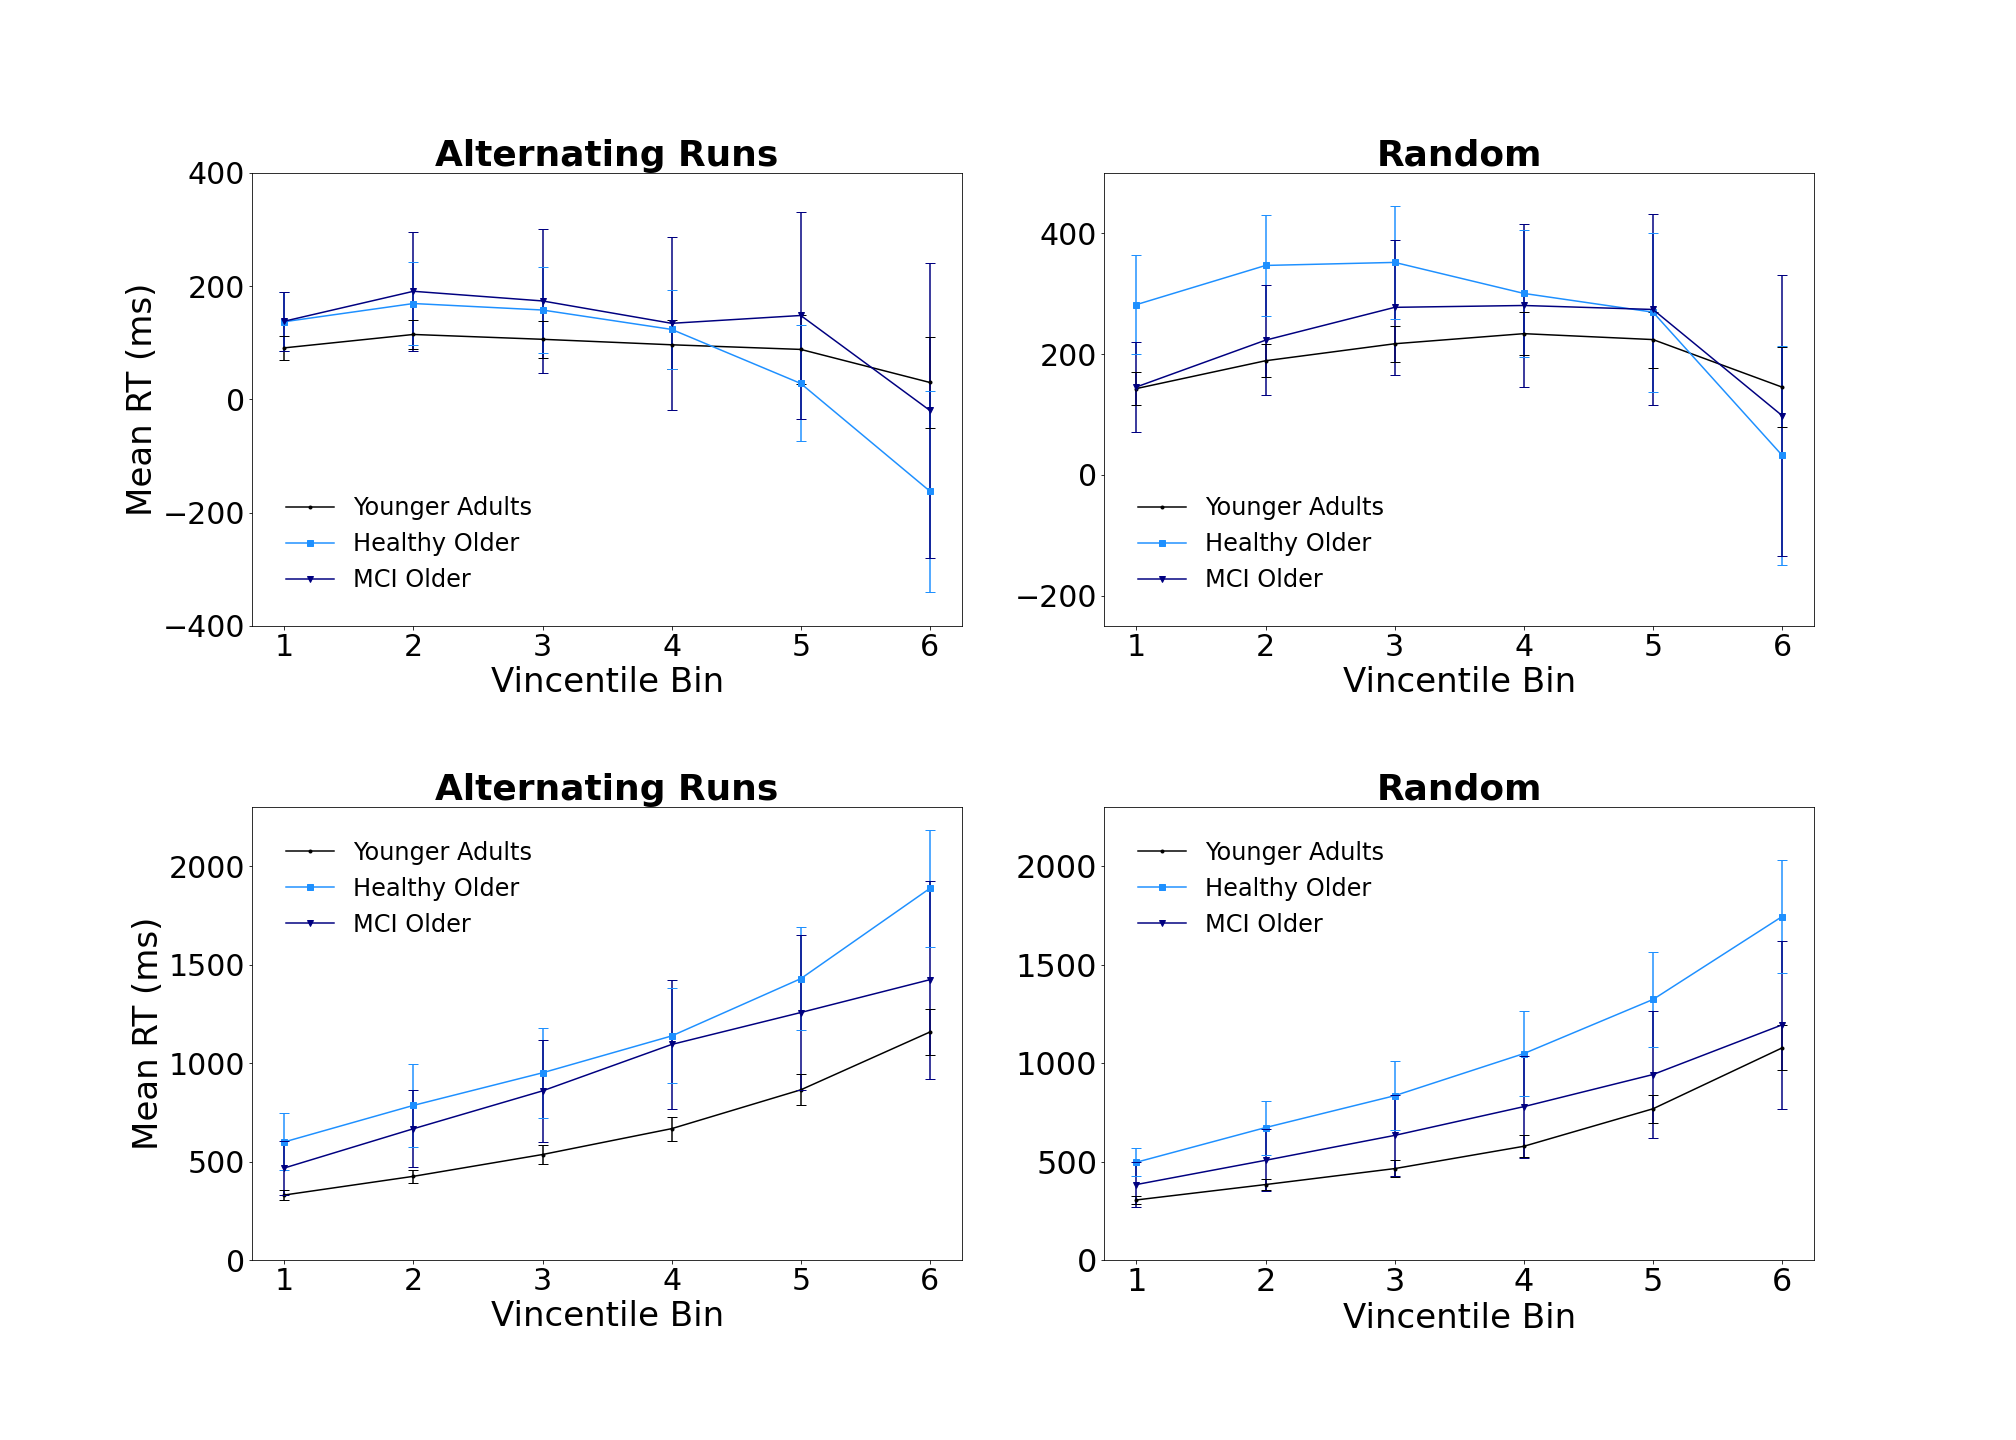 Alternating Runs
Mean RT (ms)
400
200
0
−200
−400
Younger Adults
Healthy Older
MCI Older
1 2 3 4 5 6
Vincentile Bin
Random
400
200
0
−200
Younger Adults
Healthy Older
MCI Older
1 2 3 4 5 6
Vincentile Bin
Alternating Runs
Mean RT (ms)
2000
1500
1000
500
0
Younger Adults
Healthy Older
MCI Older
1 2 3 4 5 6
Vincentile Bin
Random
2000
1500
1000
500
0
Younger Adults
Healthy Older
MCI Older
1 2 3 4 5 6
Vincentile Bin